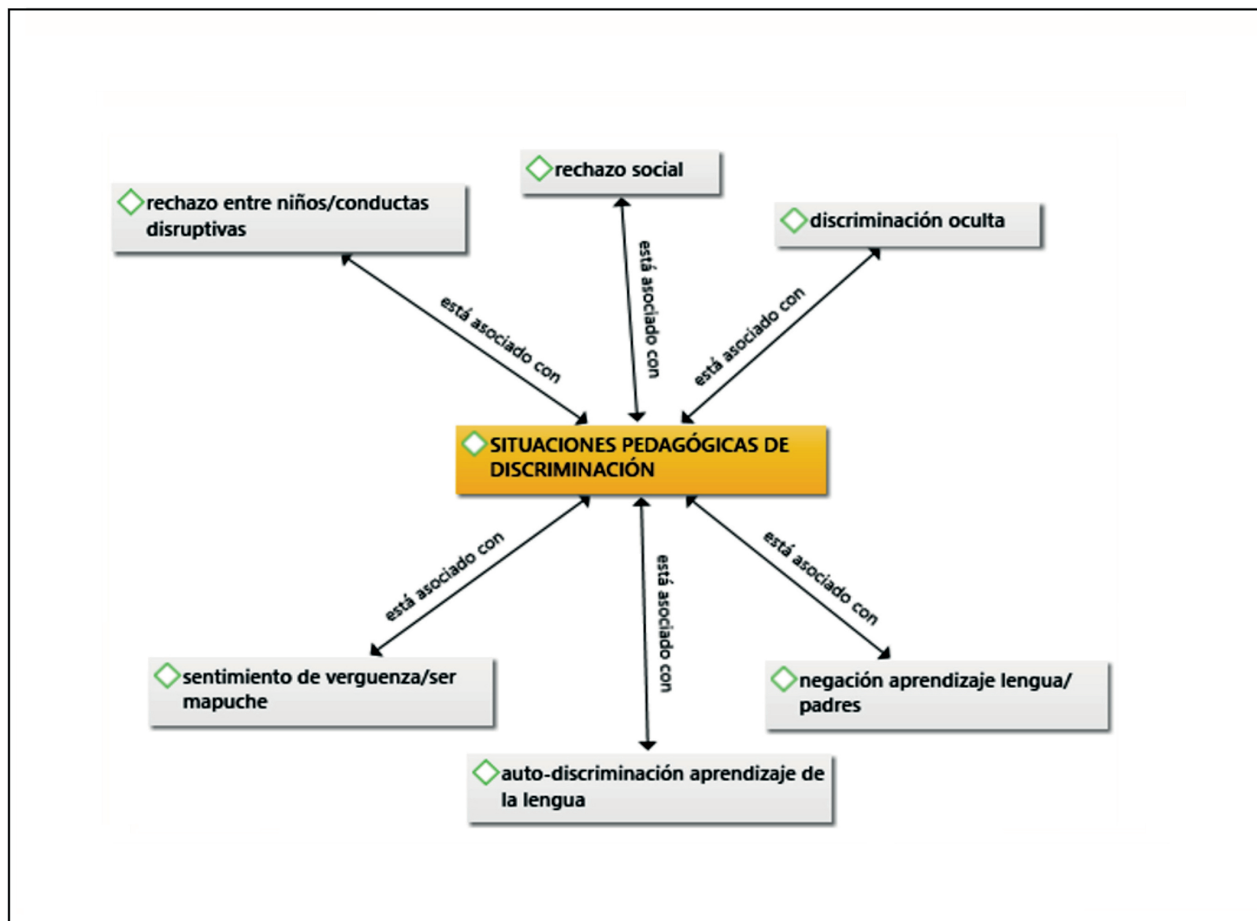 rechazo social
rechazo entre niños/conductas
disruptivas
discriminación oculta
está asociado con
está asociado con
está asociado con
SITUACIONES PEDAGÓGICAS DE
DISCRIMINACIÓN
está asociado con
está asociado con
está asociado con
sentimiento de verguenza/ser
mapuche
negación aprendizaje lengua/
padres
auto-discriminación aprendizaje de
la lengua